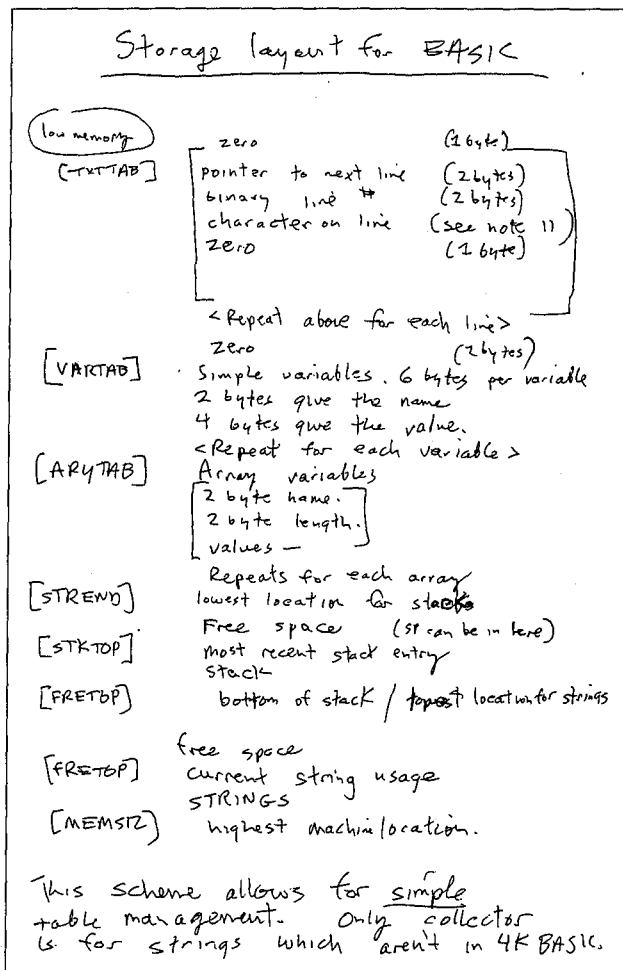 Storage layout for BASIC
low memory
zero (1 byte)
[TXTTAB]
pointer to next line (2 bytes)
binary line # (2 bytes)
character on line (see note 11)
zero (1 byte)
<Repeat above for each line>
zero (2 bytes)
[VARTAB] Simple variables. 6 bytes per variable
2 bytes give the name
4 bytes give the value.
<Repeat for each variable>
[ARYTAB] Array variables
2 byte name.
2 byte length.
values —
Repeats for each array
[STREND] lowest location for stack
Free space (SP can be in here)
[STKTOP] most recent stack entry
stack
[FRETOP] bottom of stack / location for strings
free space
[FRETOP] current string usage
STRINGS
[MEMSIZ] highest machine location.
This scheme allows for simple
table management. Only collector
is for strings which aren't in 4K BASIC.